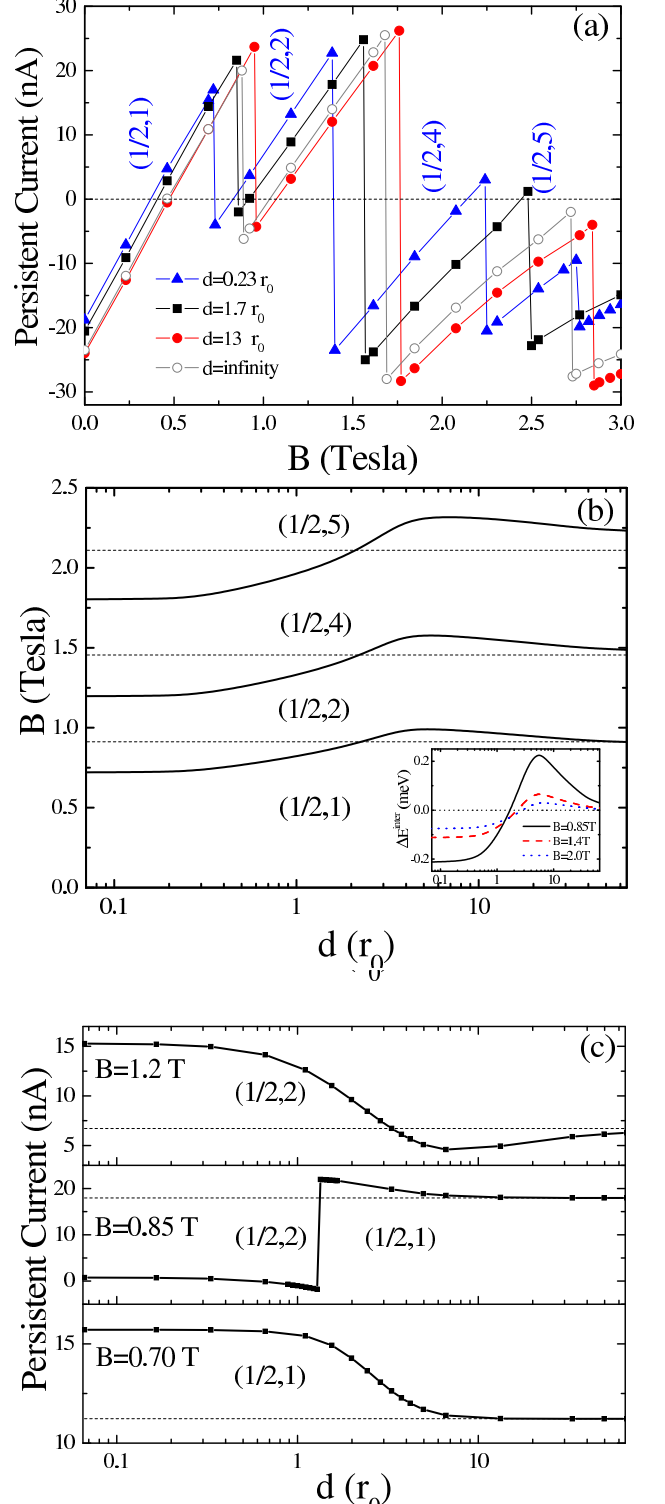 30
20
10
0
-10
-20
-30
Persistent Current (nA)
(a)
(1/2,1)
(1/2,2)
(1/2,4)
(1/2,5)
d=0.23 r₀
d=1.7 r₀
d=13 r₀
d=infinity
0.0 0.5 1.0 1.5 2.0 2.5 3.0
B (Tesla)
2.5
2.0
1.5
1.0
0.5
0.0
B (Tesla)
(b)
(1/2,5)
(1/2,4)
(1/2,2)
(1/2,1)
0.2
0.0
-0.2
ΔE^inter (meV)
B=0.85T
B=1.4T
B=2.0T
0.1 1 10
0.1 1 10
d (r₀)
(c)
Persistent Current (nA)
15
10
5
B=1.2 T
(1/2,2)
20
10
0
B=0.85 T
(1/2,2) (1/2,1)
15
10
B=0.70 T
(1/2,1)
0.1 1 10
d (r₀)